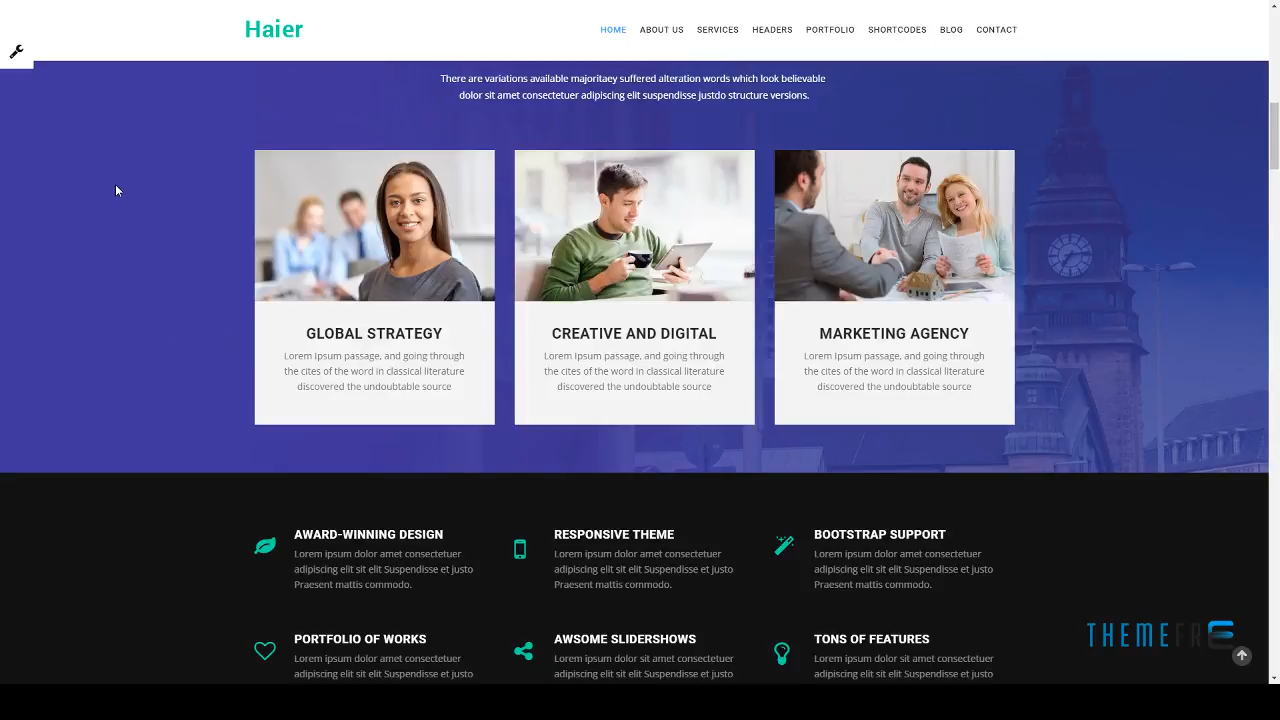 Haier
HOME ABOUT US SERVICES HEADERS PORTFOLIO SHORTCODES BLOG CONTACT
There are variations available majoritaey suffered alteration words which look believable
dolor sit amet consectetuer adipiscing elit suspendisse justdo structure versions.
GLOBAL STRATEGY
Lorem Ipsum passage, and going through
the cites of the word in classical literature
discovered the undoubtable source
CREATIVE AND DIGITAL
Lorem Ipsum passage, and going through
the cites of the word in classical literature
discovered the undoubtable source
MARKETING AGENCY
Lorem Ipsum passage, and going through
the cites of the word in classical literature
discovered the undoubtable source
AWARD-WINNING DESIGN
Lorem ipsum dolor amet consectetuer
adipiscing elit sit elit Suspendisse et justo
Praesent mattis commodo.
RESPONSIVE THEME
Lorem ipsum dolor amet consectetuer
adipiscing elit sit elit Suspendisse et justo
Praesent mattis commodo.
BOOTSTRAP SUPPORT
Lorem ipsum dolor amet consectetuer
adipiscing elit sit elit Suspendisse et justo
Praesent mattis commodo.
PORTFOLIO OF WORKS
Lorem ipsum dolor amet consectetuer
adipiscing elit sit elit Suspendisse et justo
AWSOME SLIDERSHOWS
Lorem ipsum dolor sit amet consectetuer
adipiscing elit sit elit Suspendisse et justo
TONS OF FEATURES
Lorem ipsum dolor sit amet consectetuer
adipiscing elit sit elit Suspendisse et justo
THEMEFRE